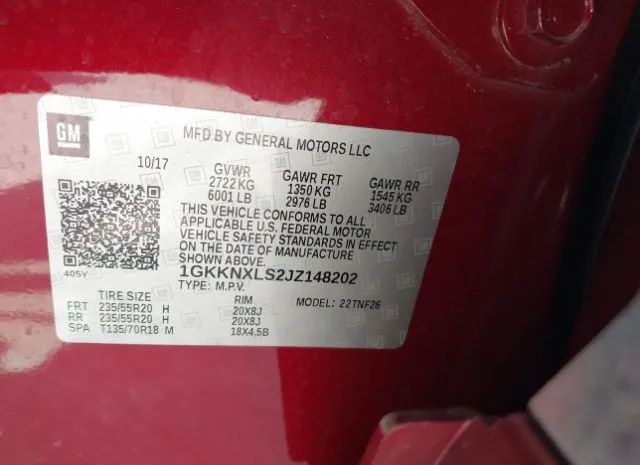 GM
MFD BY GENERAL MOTORS LLC
10/17
GVWR GAWR FRT GAWR RR
2722 KG 1350 KG 1545 KG
6001 LB 2976 LB 3406 LB
THIS VEHICLE CONFORMS TO ALL
APPLICABLE U.S. FEDERAL MOTOR
VEHICLE SAFETY STANDARDS IN EFFECT
ON THE DATE OF MANUFACTURE
SHOWN ABOVE.
405Y
1GKKNXLS2JZ148202
TYPE: M.P.V. MODEL: 22TNF26
TIRE SIZE RIM
FRT 235/55R20 H 20X8J
RR 235/55R20 H 20X8J
SPA T135/70R18 M 18X4.5B